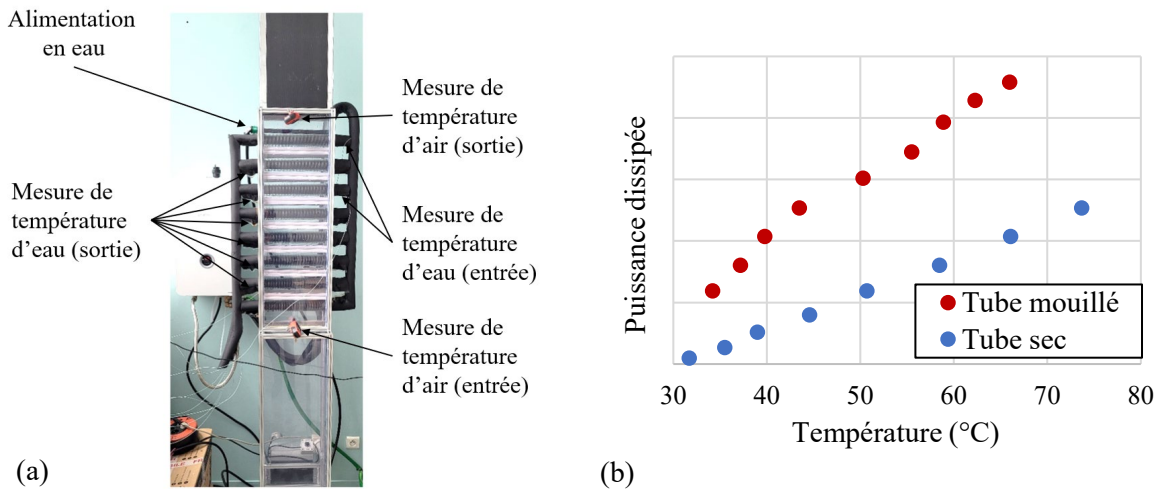 Alimentation
en eau
Mesure de
température
d'air (sortie)
Mesure de
température
d'eau (sortie)
Mesure de
température
d'eau (entrée)
Mesure de
température
d'air (entrée)
(a)
Puissance dissipée
Tube mouillé
Tube sec
30 40 50 60 70 80
Température (°C)
(b)